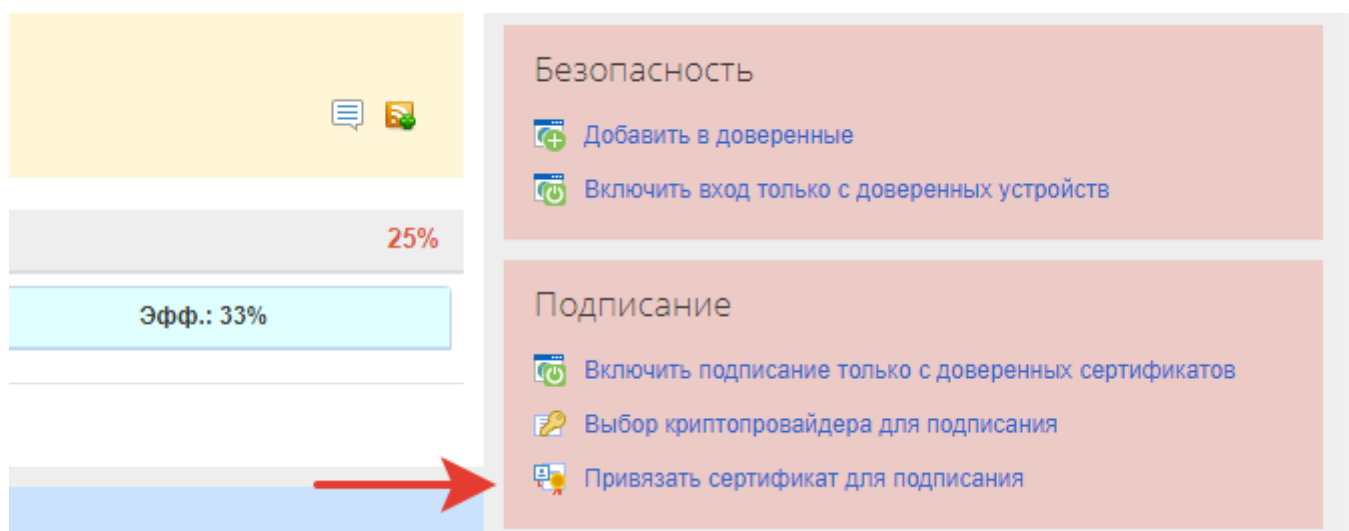 Безопасность
Добавить в доверенные
Включить вход только с доверенных устройств
25%
Эфф.: 33%
Подписание
Включить подписание только с доверенных сертификатов
Выбор криптопровайдера для подписания
Привязать сертификат для подписания